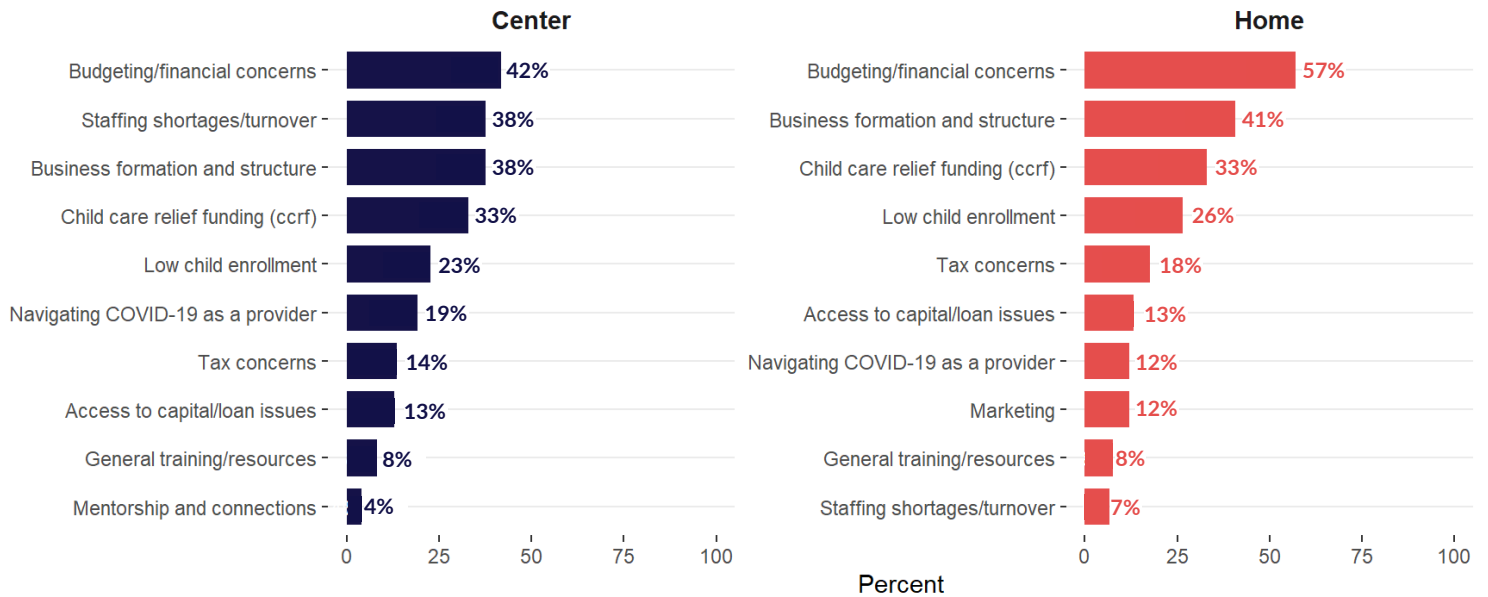 Center
Budgeting/financial concerns 42%
Staffing shortages/turnover 38%
Business formation and structure 38%
Child care relief funding (ccrf) 33%
Low child enrollment 23%
Navigating COVID-19 as a provider 19%
Tax concerns 14%
Access to capital/loan issues 13%
General training/resources 8%
Mentorship and connections 4%
0 25 50 75 100
Home
Budgeting/financial concerns 57%
Business formation and structure 41%
Child care relief funding (ccrf) 33%
Low child enrollment 26%
Tax concerns 18%
Access to capital/loan issues 13%
Navigating COVID-19 as a provider 12%
Marketing 12%
General training/resources 8%
Staffing shortages/turnover 7%
0 25 50 75 100
Percent